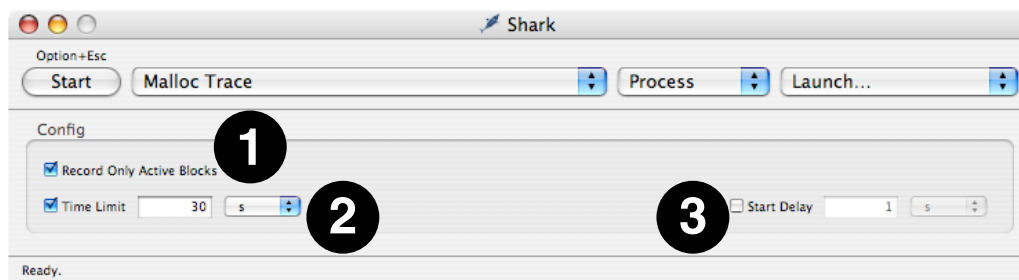 Shark
Option+Esc
Start Malloc Trace Process Launch...
Config
1
Record Only Active Blocks
Time Limit 30 s 2 3 Start Delay 1 s
Ready.